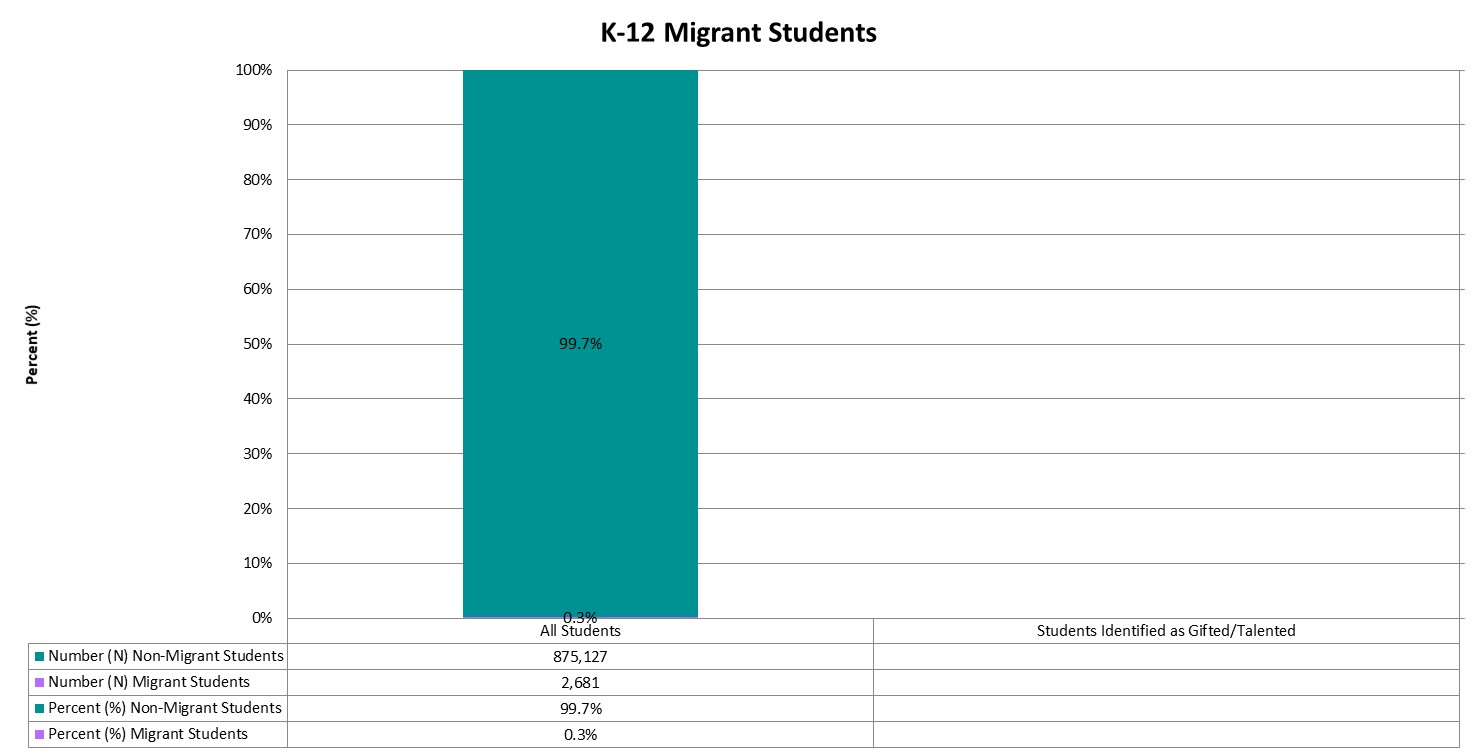 K-12 Migrant Students
Percent (%)
100%
90%
80%
70%
60%
50%
40%
30%
20%
10%
0%
99.7%
0.3%
All Students Students Identified as Gifted/Talented
Number (N) Non-Migrant Students 875,127
Number (N) Migrant Students 2,681
Percent (%) Non-Migrant Students 99.7%
Percent (%) Migrant Students 0.3%